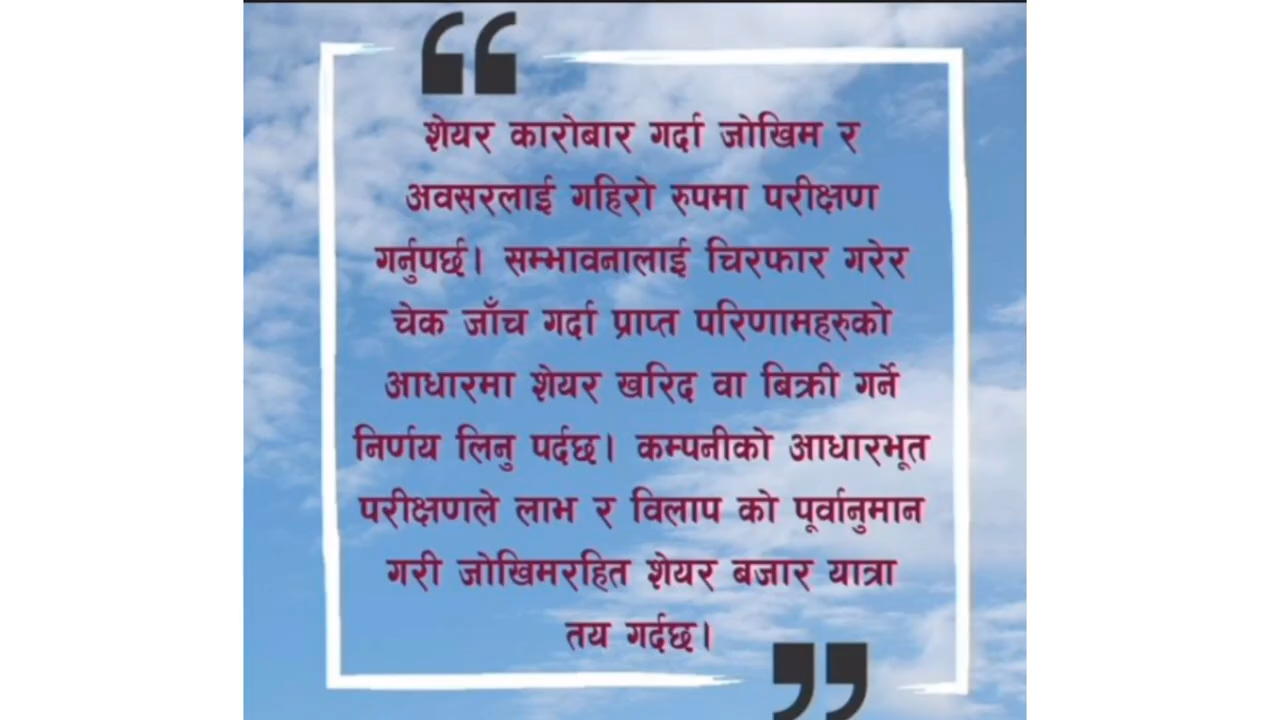 शेयर कारोबार गर्दा जोखिम र
अवसरलाई गहिरो रुपमा परीक्षण
गर्नुपर्छ। सम्भावनालाई चिरफार गरेर
चेक जाँच गर्दा प्राप्त परिणामहरुको
आधारमा शेयर खरिद वा बिक्री गर्ने
निर्णय लिनु पर्दछ। कम्पनीको आधारभूत
परीक्षणले लाभ र विलाप को पूर्वानुमान
गरी जोखिमरहित शेयर बजार यात्रा
तय गर्दछ।